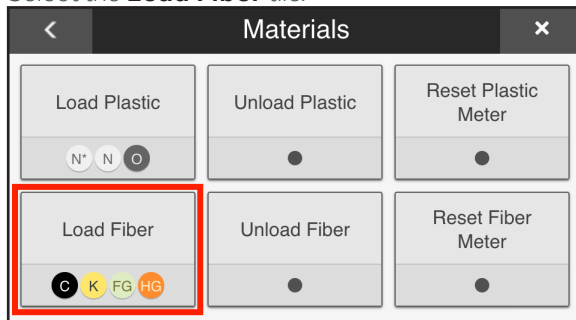 Select the Load Fiber tile.
Materials
Load Plastic
Unload Plastic
Reset Plastic
Meter
N* N O
Load Fiber
Unload Fiber
Reset Fiber
Meter
C K FG HG